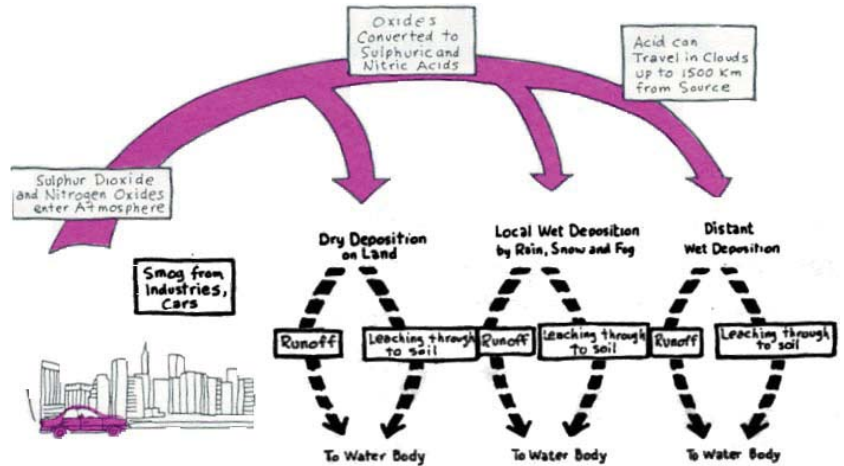 Oxides
Converted to
Sulphuric and
Nitric Acids
Acid can
Travel in Clouds
up to 1500 Km
from Source
Sulphur Dioxide
and Nitrogen Oxides
enter Atmosphere
Smog from
Industries,
Cars
Dry Deposition
on Land
Local Wet Deposition
by Rain, Snow and Fog
Distant
Wet Deposition
Runoff
Leaching through
to soil
Runoff
Leaching through
to soil
Runoff
Leaching through
to soil
To Water Body
To Water Body
To Water Body